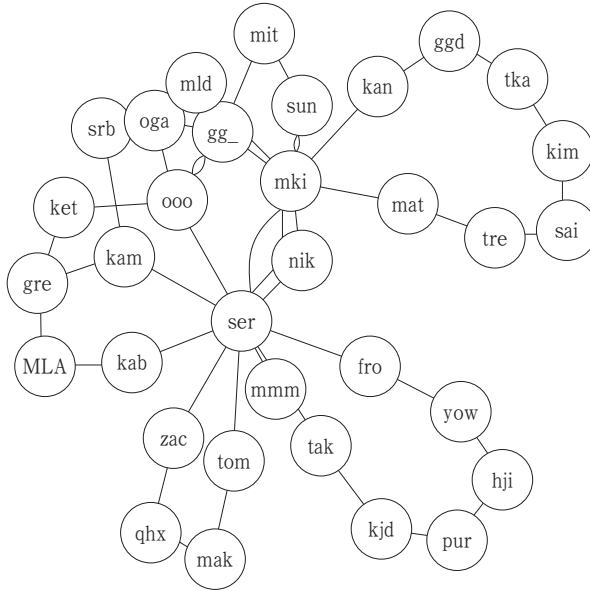 mit
ggd
mld
kan
tka
sun
oga
srb
gg_
kim
mki
ooo
mat
ket
sai
tre
kam
nik
gre
ser
kab
MLA
fro
mmm
yow
zac
tak
tom
hji
kjd
qhx
pur
mak